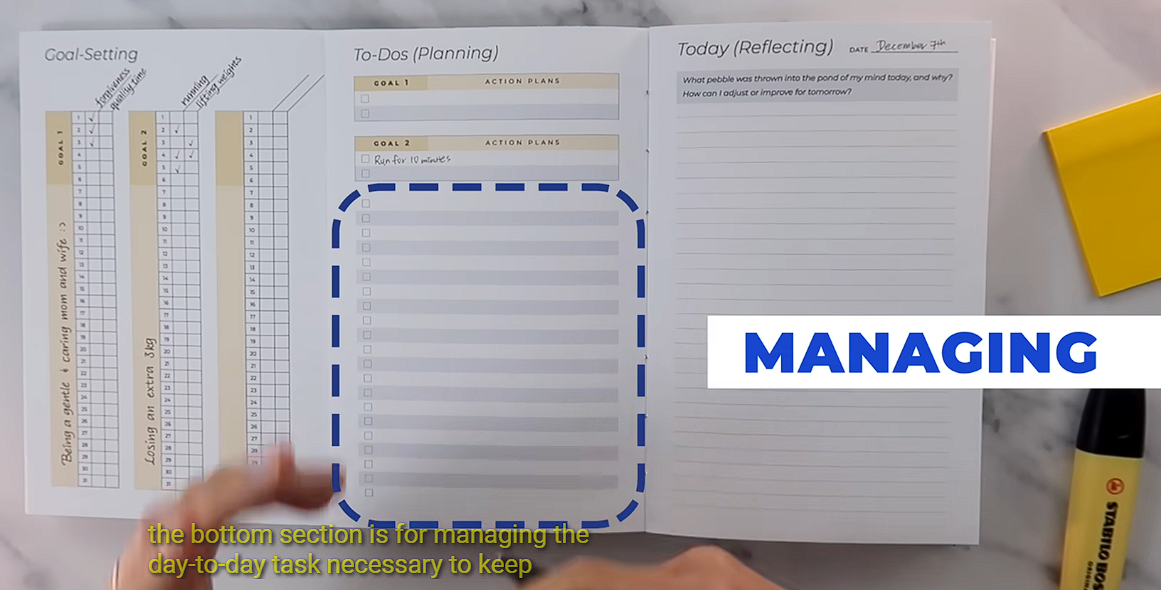 Goal-Setting
forgiveness
quality time
running
lifting weights
GOAL 1
Being a gentle & caring mom and wife :)
GOAL 2
Losing an extra 3kg
To-Dos (Planning)
GOAL 1 ACTION PLANS
GOAL 2 ACTION PLANS
Run for 10 minutes
Today (Reflecting) DATE December 7th
What pebble was thrown into the pond of my mind today, and why?
How can I adjust or improve for tomorrow?
MANAGING
STABILO BOS
ORIGINA
the bottom section is for managing the
day-to-day task necessary to keep